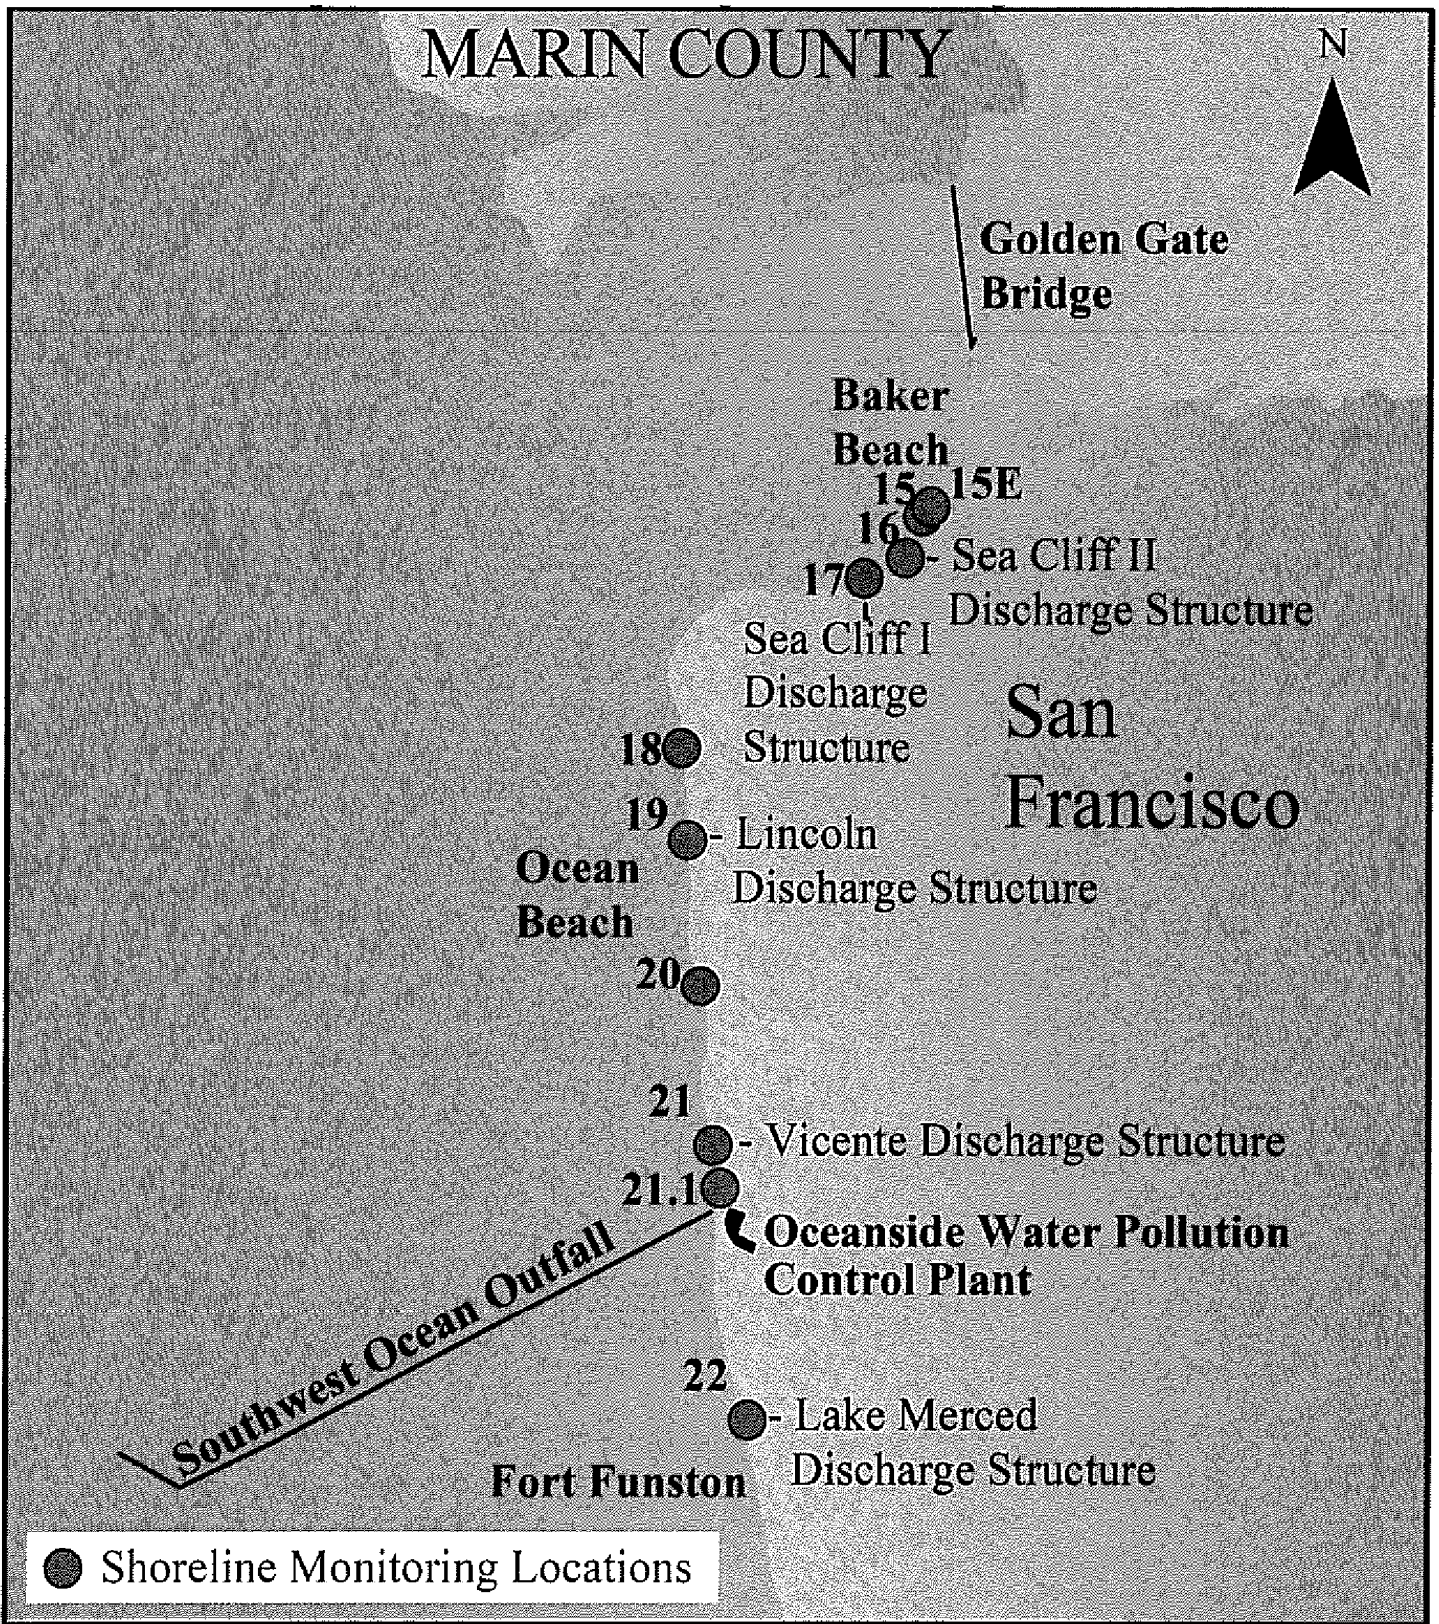 MARIN COUNTY
N
Golden Gate
Bridge
Baker
Beach
15
15E
16
Sea Cliff II
Discharge Structure
17
Sea Cliff I
Discharge
Structure
San
Francisco
18
19
Lincoln
Discharge Structure
Ocean
Beach
20
21
Vicente Discharge Structure
21.1
Oceanside Water Pollution
Control Plant
Southwest Ocean Outfall
22
Lake Merced
Discharge Structure
Fort Funston
Shoreline Monitoring Locations